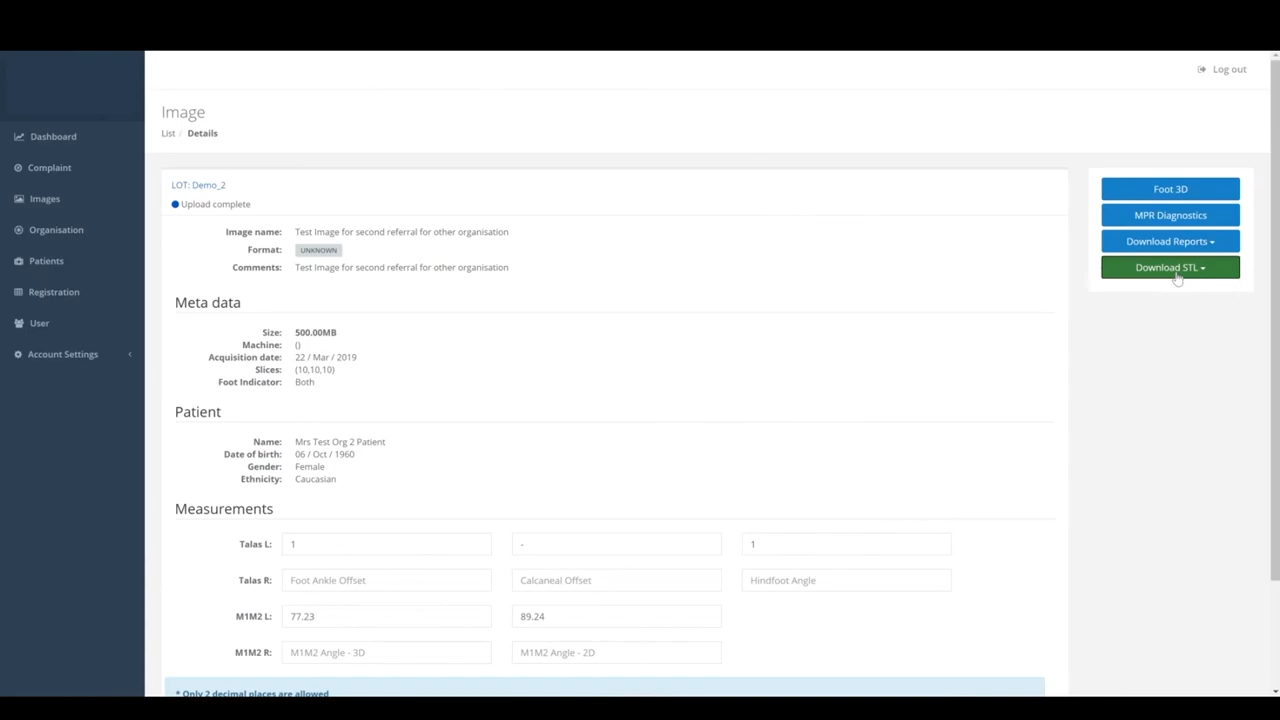 Log out
Image
List / Details
Dashboard
Complaint
Images
Organisation
Patients
Registration
User
Account Settings
LOT: Demo_2
Upload complete
Image name: Test Image for second referral for other organisation
Format: UNKNOWN
Comments: Test Image for second referral for other organisation
Meta data
Size: 500.00MB
Machine: ()
Acquisition date: 22 / Mar / 2019
Slices: (10,10,10)
Foot Indicator: Both
Patient
Name: Mrs Test Org 2 Patient
Date of birth: 06 / Oct / 1960
Gender: Female
Ethnicity: Caucasian
Measurements
Talas L: 1 - 1
Talas R: Foot Ankle Offset Calcaneal Offset Hindfoot Angle
M1M2 L: 77.23 89.24
M1M2 R: M1M2 Angle - 3D M1M2 Angle - 2D
* Only 2 decimal places are allowed
Foot 3D
MPR Diagnostics
Download Reports
Download STL